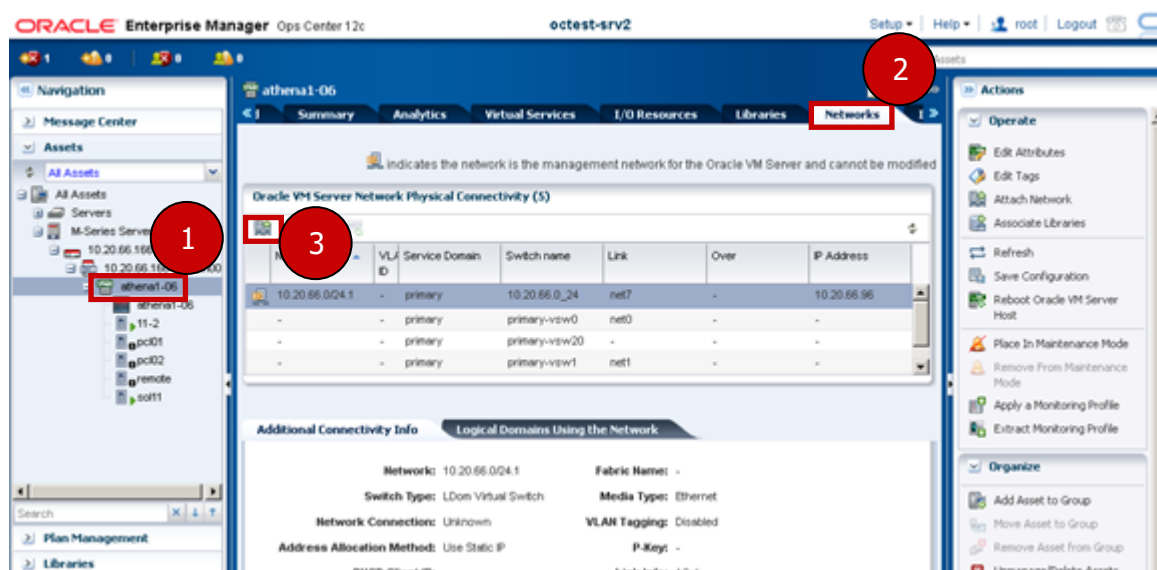 ORACLE Enterprise Manager Ops Center 12c
octest-srv2
Setup Help root Logout
1 0 0 0
2
Navigation
Message Center
Assets
All Assets
All Assets
Servers
M-Series Server
10.20.66.16
10.20.66.16
athena1-06
athena1-06
11-2
pcl01
pcl02
remote
sol11
1
Search
Plan Management
Libraries
athena1-06
Summary Analytics Virtual Services I/O Resources Libraries Networks
indicates the network is the management network for the Oracle VM Server and cannot be modified
Oracle VM Server Network Physical Connectivity (5)
3
ID Service Domain Switch name Link Over IP Address
10.20.66.0/24.1 - primary 10.20.66.0_24 net7 - 10.20.66.96
- - primary primary-vsw0 net0 - -
- - primary primary-vsw20 - - -
- - primary primary-vsw1 net1 - -
Additional Connectivity Info Logical Domains Using the Network
Network: 10.20.66.0/24.1 Fabric Name: -
Switch Type: LDom Virtual Switch Media Type: Ethernet
Network Connection: Unknown VLAN Tagging: Disabled
Address Allocation Method: Use Static IP P-Key: -
Actions
Operate
Edit Attributes
Edit Tags
Attach Network
Associate Libraries
Refresh
Save Configuration
Reboot Oracle VM Server
Host
Place In Maintenance Mode
Remove From Maintenance
Mode
Apply a Monitoring Profile
Extract Monitoring Profile
Organize
Add Asset to Group
Move Asset to Group
Remove Asset from Group
Unmanage/Delete Assets